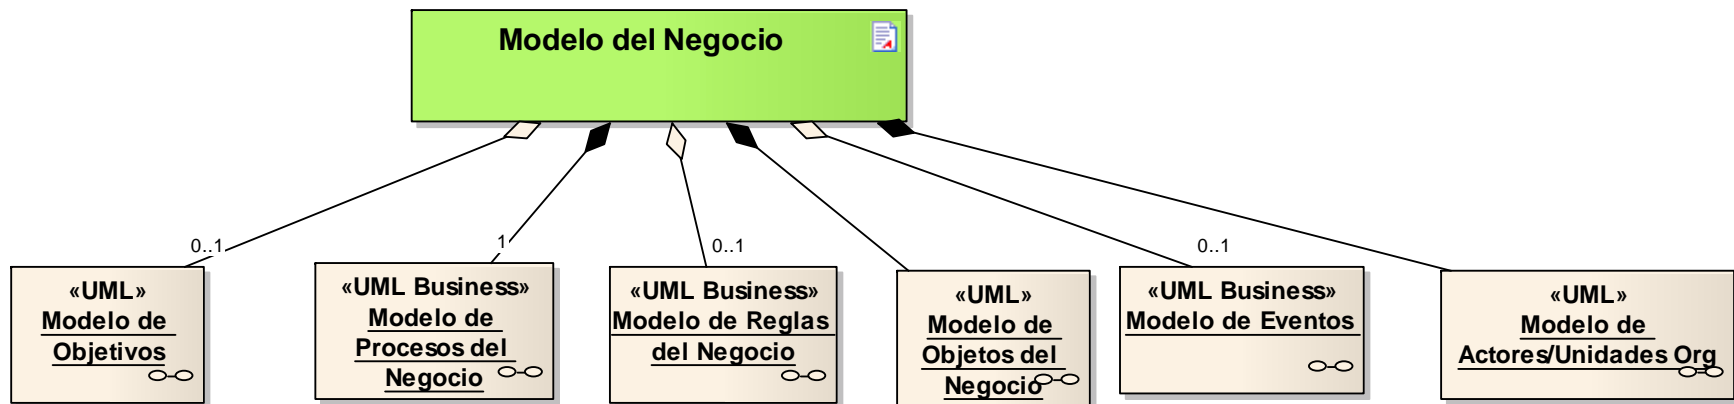 Modelo del Negocio
0..1
1
0..1
0..1
«UML»
Modelo de
Objetivos
«UML Business»
Modelo de
Procesos del
Negocio
«UML Business»
Modelo de Reglas
del Negocio
«UML»
Modelo de
Objetos del
Negocio
«UML Business»
Modelo de Eventos
«UML»
Modelo de
Actores/Unidades Org